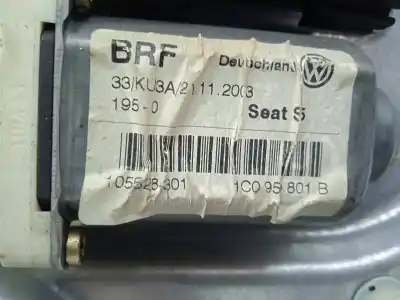 BRF Deutschland
33/KU3A/21.11.2003
195-0 Seat S
105528-301 1C0 959 801 B